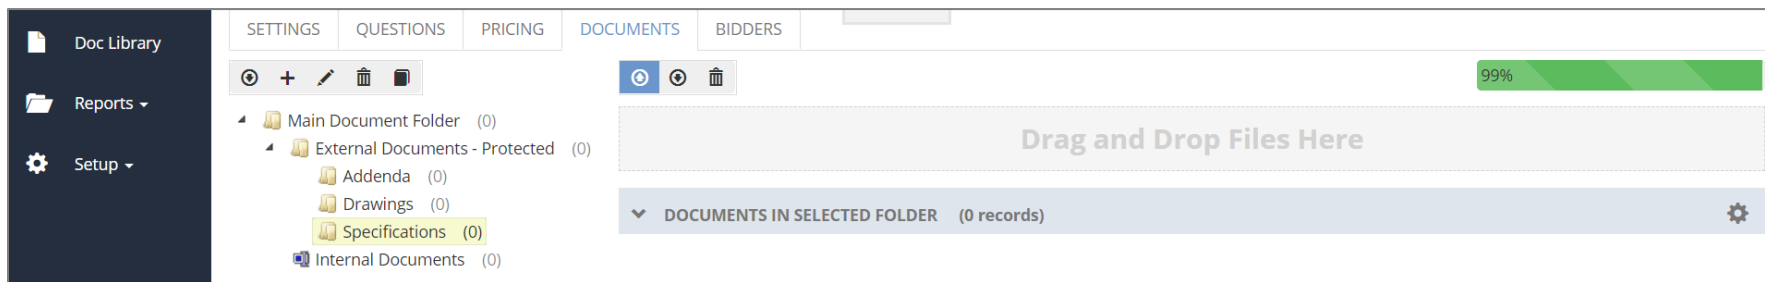 Doc Library
Reports
Setup
SETTINGS QUESTIONS PRICING DOCUMENTS BIDDERS
99%
Main Document Folder (0)
External Documents - Protected (0)
Addenda (0)
Drawings (0)
Specifications (0)
Internal Documents (0)
Drag and Drop Files Here
DOCUMENTS IN SELECTED FOLDER (0 records)